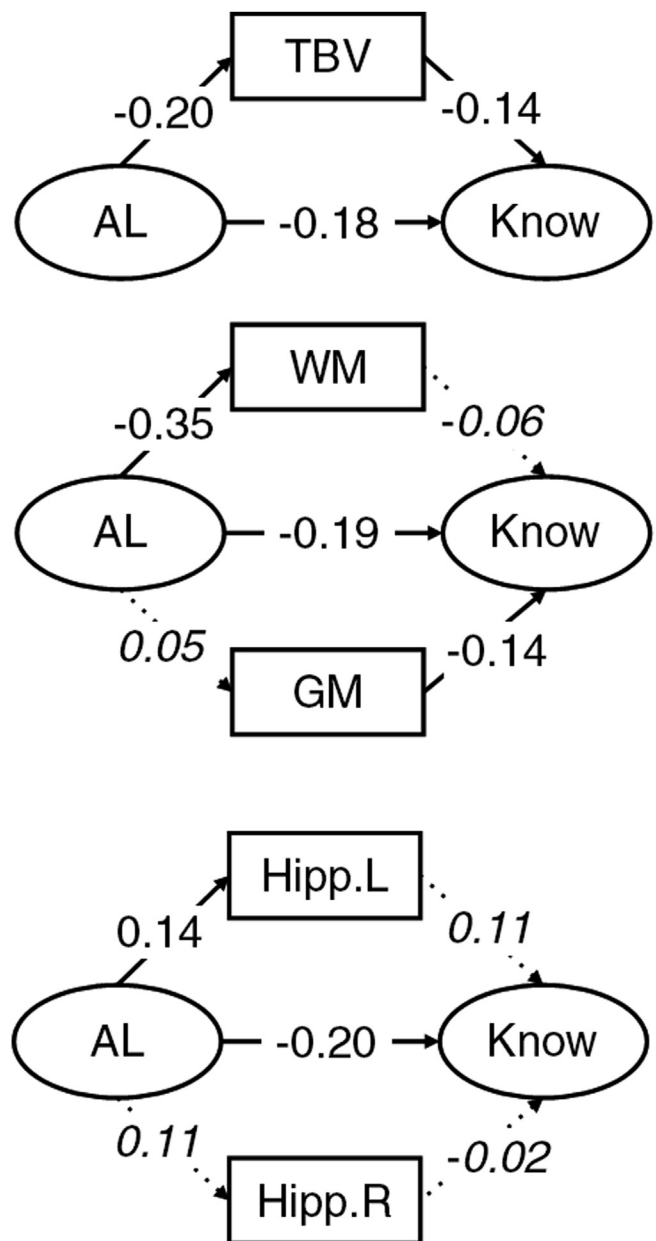 TBV
-0.20
-0.14
AL
-0.18
Know
WM
-0.35
-0.06
AL
-0.19
Know
0.05
-0.14
GM
Hipp.L
0.14
0.11
AL
-0.20
Know
0.11
-0.02
Hipp.R